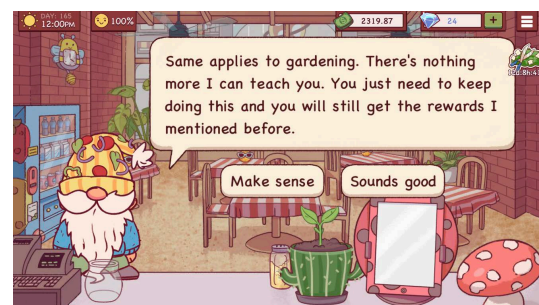 DAY: 165
12:00PM
100%
2319.87
24
+
Same applies to gardening. There's nothing
more I can teach you. You just need to keep
doing this and you will still get the rewards I
mentioned before.
Make sense
Sounds good